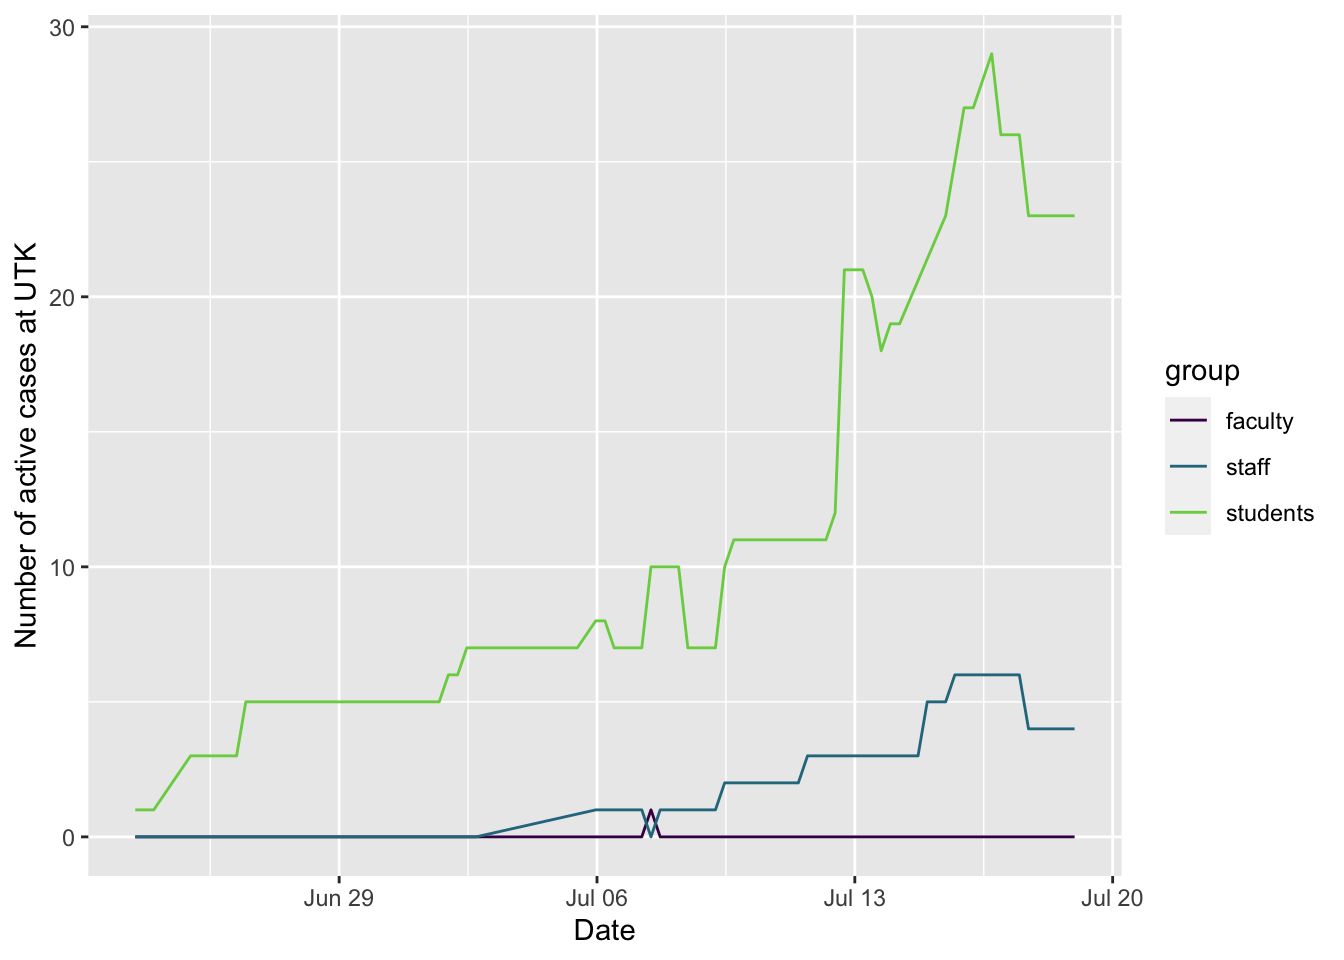 Number of active cases at UTK
30
20
10
0
Jun 29
Jul 06
Jul 13
Jul 20
Date
group
faculty
staff
students